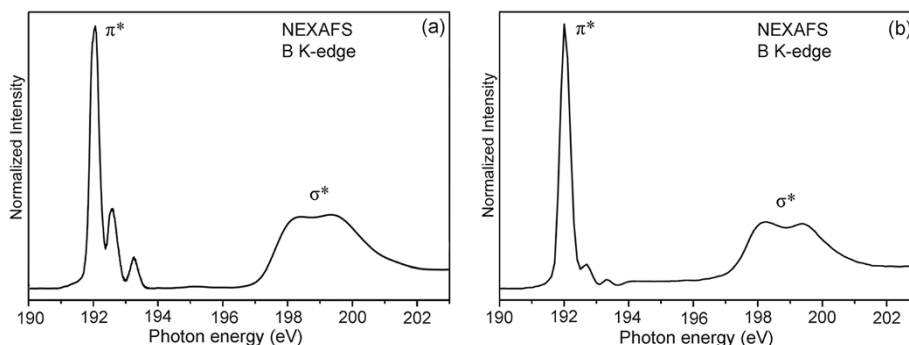 π*
NEXAFS
B K-edge
(a)
σ*
Normalized Intensity
190 192 194 196 198 200 202
Photon energy (eV)
π*
NEXAFS
B K-edge
(b)
σ*
Normalized Intensity
190 192 194 196 198 200 202
Photon energy (eV)